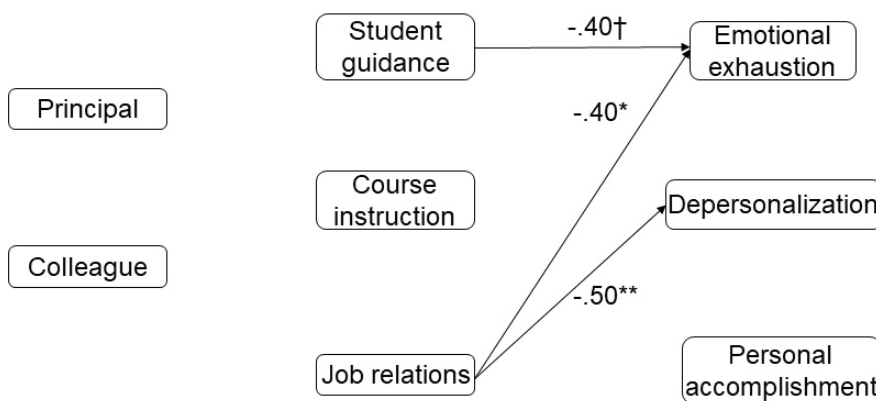 Student
guidance
-.40†
Emotional
exhaustion
Principal
-.40*
Course
instruction
Depersonalization
Colleague
-.50**
Job relations
Personal
accomplishment